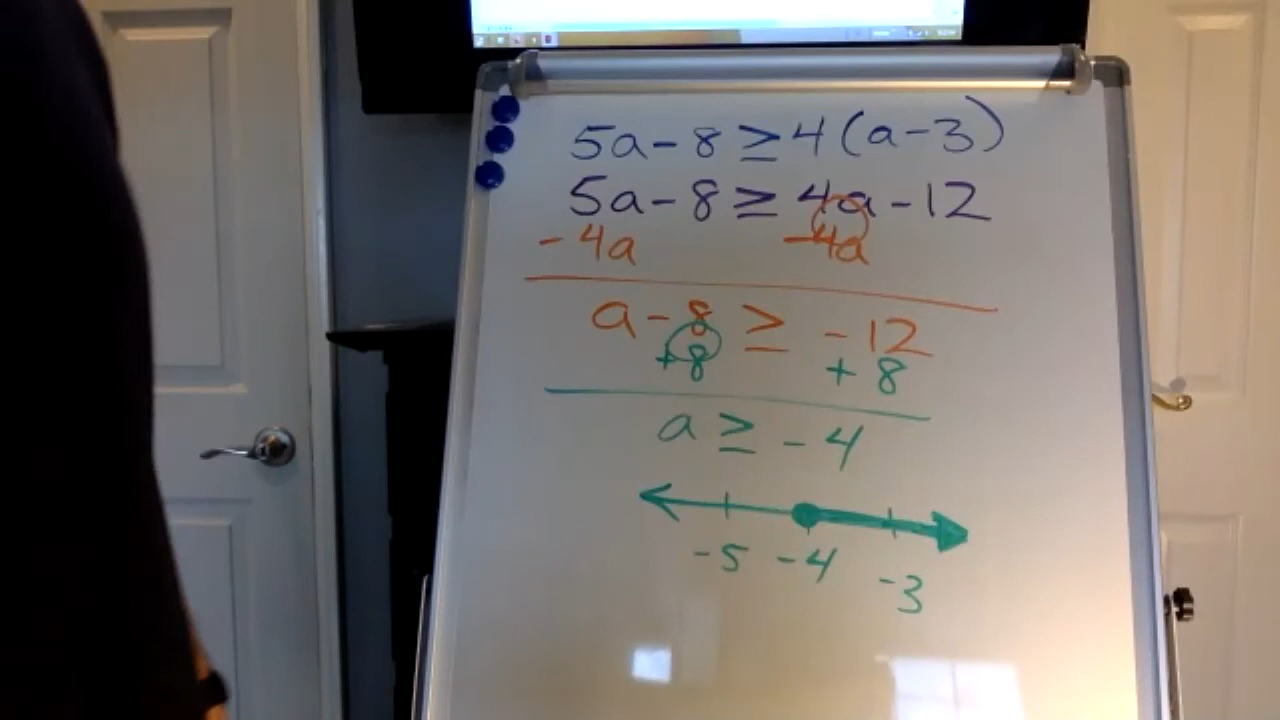 5a-8≥4(a-3)
5a-8≥4a-12
-4a -4a
a-8≥-12
+8 +8
a≥-4
-5 -4 -3